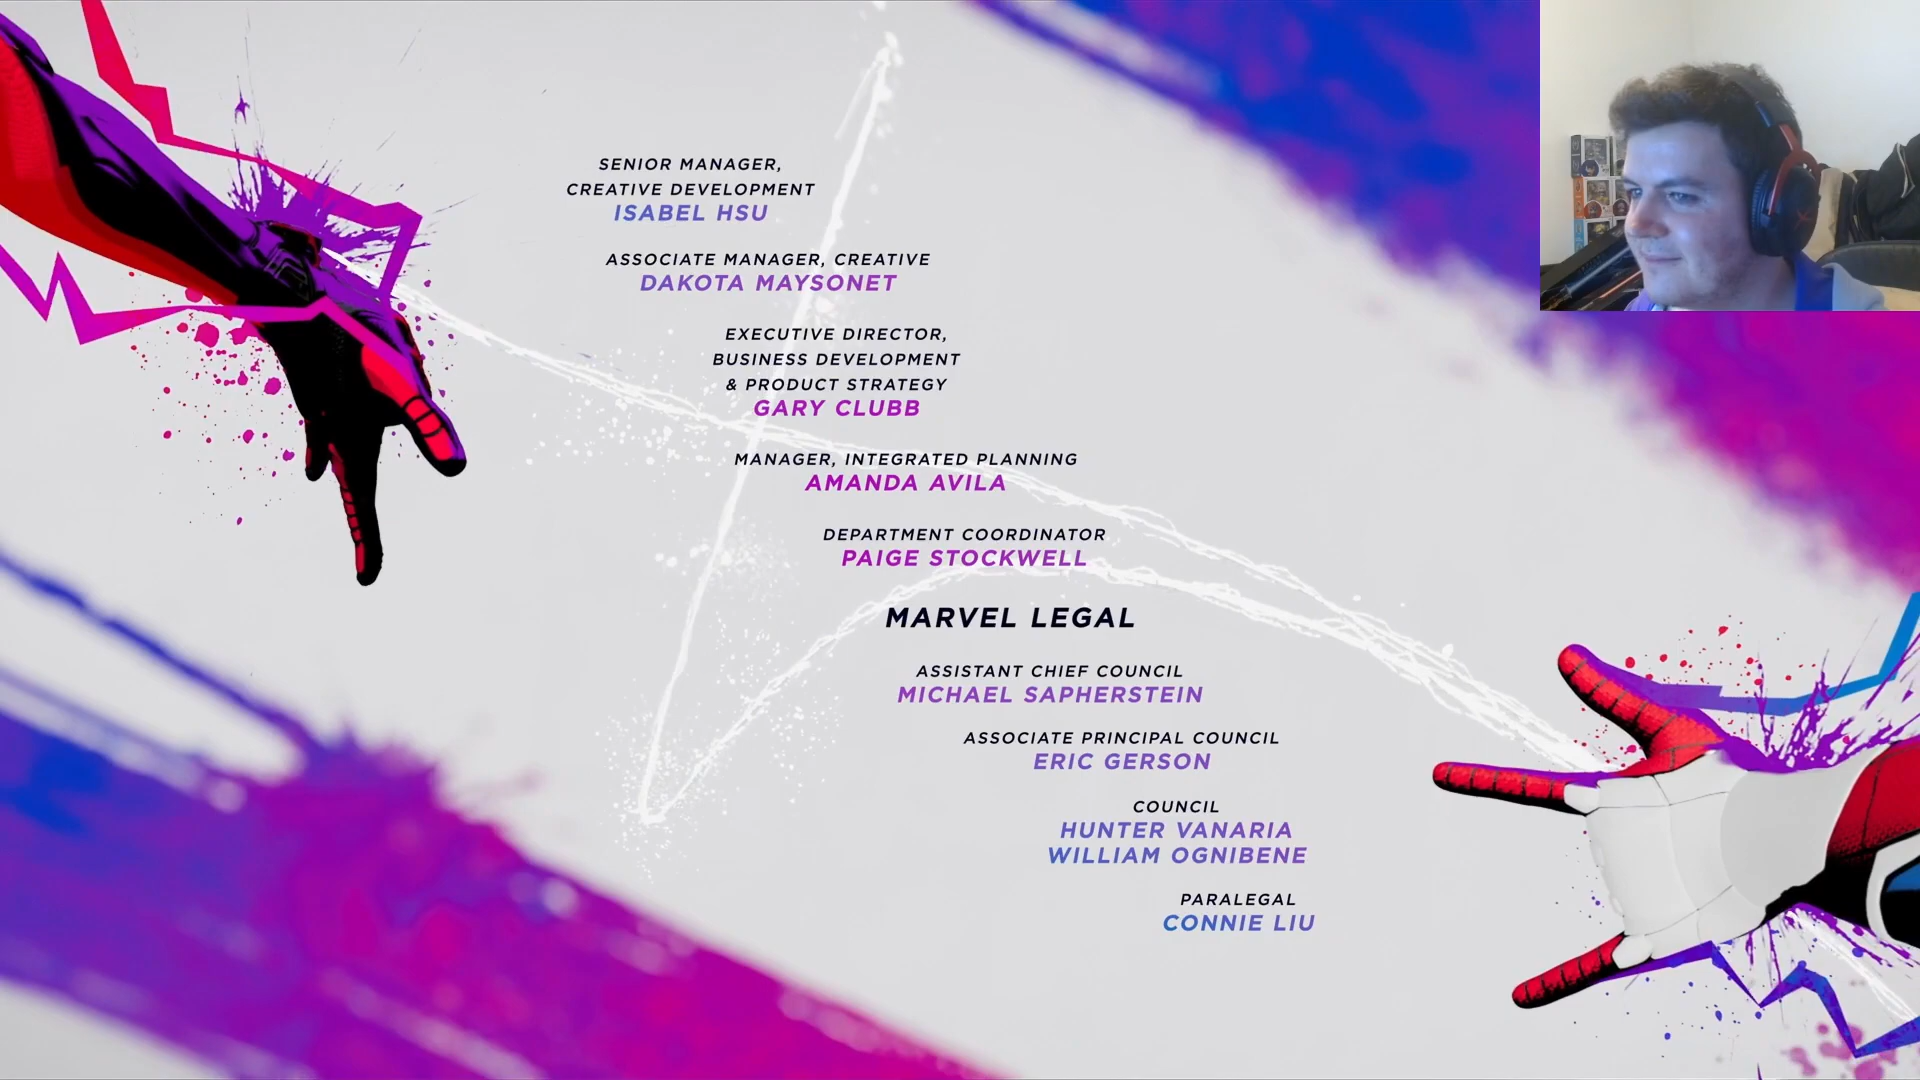 SENIOR MANAGER,
CREATIVE DEVELOPMENT
ISABEL HSU
ASSOCIATE MANAGER, CREATIVE
DAKOTA MAYSONET
EXECUTIVE DIRECTOR,
BUSINESS DEVELOPMENT
& PRODUCT STRATEGY
GARY CLUBB
MANAGER, INTEGRATED PLANNING
AMANDA AVILA
DEPARTMENT COORDINATOR
PAIGE STOCKWELL
MARVEL LEGAL
ASSISTANT CHIEF COUNCIL
MICHAEL SAPHERSTEIN
ASSOCIATE PRINCIPAL COUNCIL
ERIC GERSON
COUNCIL
HUNTER VANARIA
WILLIAM OGNIBENE
PARALEGAL
CONNIE LIU